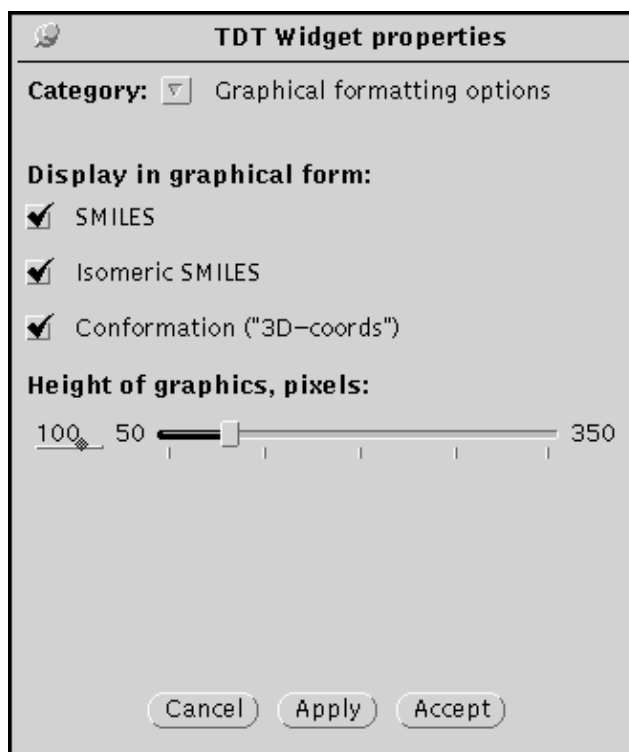 TDT Widget properties
Category: Graphical formatting options
Display in graphical form:
SMILES
Isomeric SMILES
Conformation ("3D-coords")
Height of graphics, pixels:
100 50 350
Cancel Apply Accept